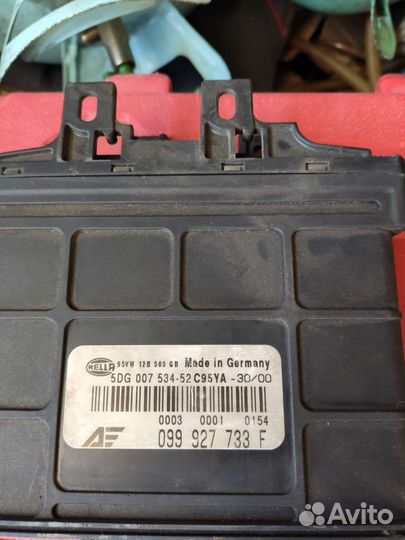 HELLA 95VW 12B 565 GB Made in Germany
5DG 007 534-52 C95YA -30/00
0003 0001 0154
AE 099 927 733 F
Avito